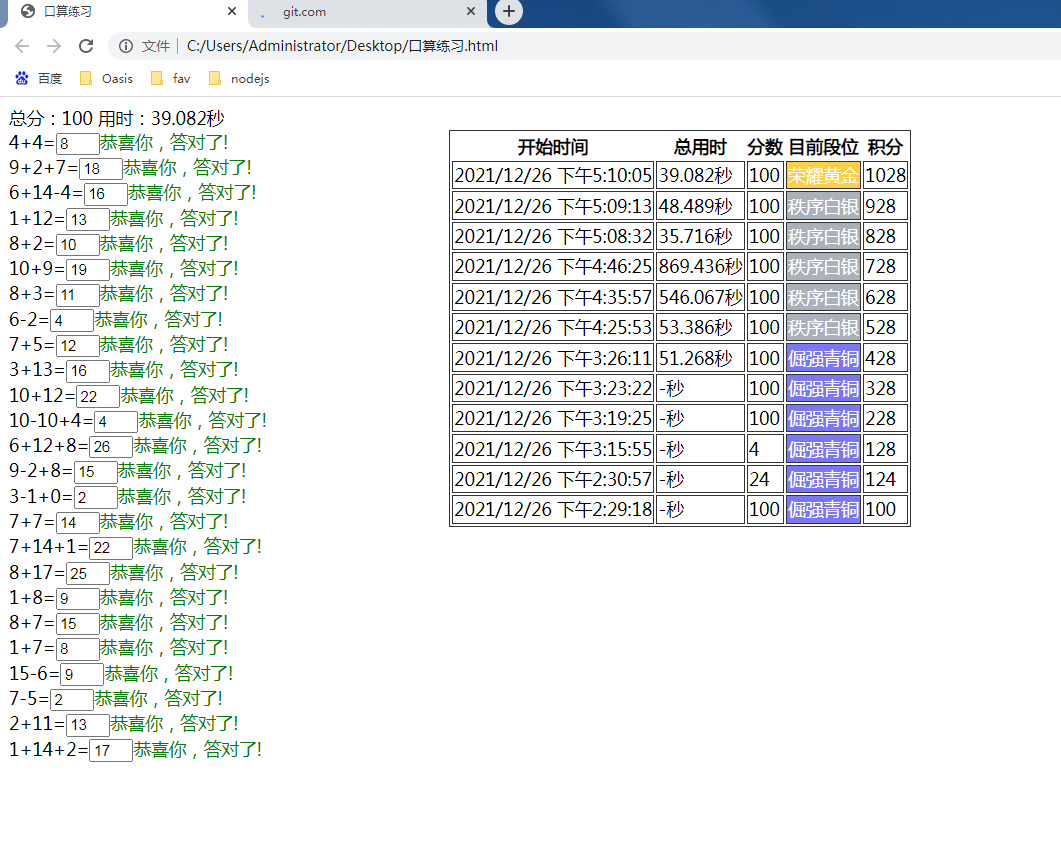 口算练习
git.com
文件 C:/Users/Administrator/Desktop/口算练习.html
百度 Oasis fav nodejs
总分：100 用时：39.082秒
4+4=8恭喜你，答对了!
9+2+7=18恭喜你，答对了!
6+14-4=16恭喜你，答对了!
1+12=13恭喜你，答对了!
8+2=10恭喜你，答对了!
10+9=19恭喜你，答对了!
8+3=11恭喜你，答对了!
6-2=4恭喜你，答对了!
7+5=12恭喜你，答对了!
3+13=16恭喜你，答对了!
10+12=22恭喜你，答对了!
10-10+4=4恭喜你，答对了!
6+12+8=26恭喜你，答对了!
9-2+8=15恭喜你，答对了!
3-1+0=2恭喜你，答对了!
7+7=14恭喜你，答对了!
7+14+1=22恭喜你，答对了!
8+17=25恭喜你，答对了!
1+8=9恭喜你，答对了!
8+7=15恭喜你，答对了!
1+7=8恭喜你，答对了!
15-6=9恭喜你，答对了!
7-5=2恭喜你，答对了!
2+11=13恭喜你，答对了!
1+14+2=17恭喜你，答对了!
开始时间 总用时 分数 目前段位 积分
2021/12/26 下午5:10:05 39.082秒 100 荣耀黄金 1028
2021/12/26 下午5:09:13 48.489秒 100 秩序白银 928
2021/12/26 下午5:08:32 35.716秒 100 秩序白银 828
2021/12/26 下午4:46:25 869.436秒 100 秩序白银 728
2021/12/26 下午4:35:57 546.067秒 100 秩序白银 628
2021/12/26 下午4:25:53 53.386秒 100 秩序白银 528
2021/12/26 下午3:26:11 51.268秒 100 倔强青铜 428
2021/12/26 下午3:23:22 -秒 100 倔强青铜 328
2021/12/26 下午3:19:25 -秒 100 倔强青铜 228
2021/12/26 下午3:15:55 -秒 4 倔强青铜 128
2021/12/26 下午2:30:57 -秒 24 倔强青铜 124
2021/12/26 下午2:29:18 -秒 100 倔强青铜 100